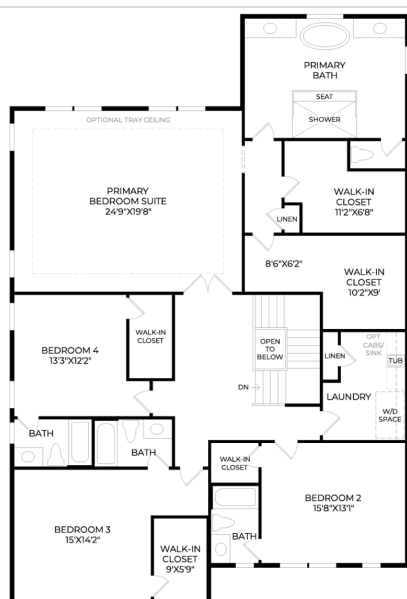 PRIMARY
BATH
SEAT
SHOWER
OPTIONAL TRAY CEILING
PRIMARY
BEDROOM SUITE
24'9"X19'8"
WALK-IN
CLOSET
11'2"X6'8"
LINEN
8'6"X6'2"
WALK-IN
CLOSET
10'2"X9'
BEDROOM 4
13'3"X12'2"
WALK-IN
CLOSET
OPEN
TO
BELOW
DN
LINEN
OPT
CABS/
SINK
TUB
LAUNDRY
W/D
SPACE
BATH
BATH
WALK-IN
CLOSET
BEDROOM 2
15'8"X13'1"
BATH
BEDROOM 3
15'X14'2"
WALK-IN
CLOSET
9'X5'9"